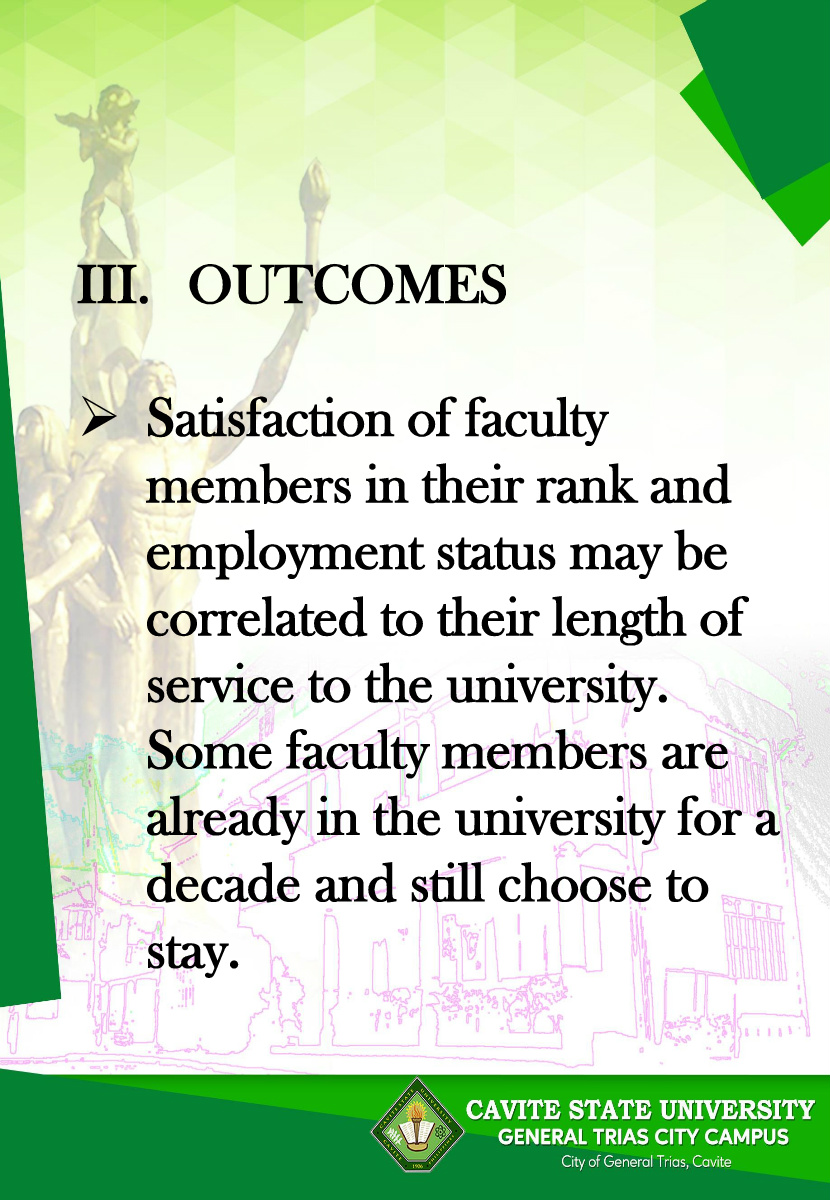 III. OUTCOMES
➢ Satisfaction of faculty
members in their rank and
employment status may be
correlated to their length of
service to the university.
Some faculty members are
already in the university for a
decade and still choose to
stay.
CAVITE STATE UNIVERSITY
GENERAL TRIAS CITY CAMPUS
City of General Trias, Cavite
1906